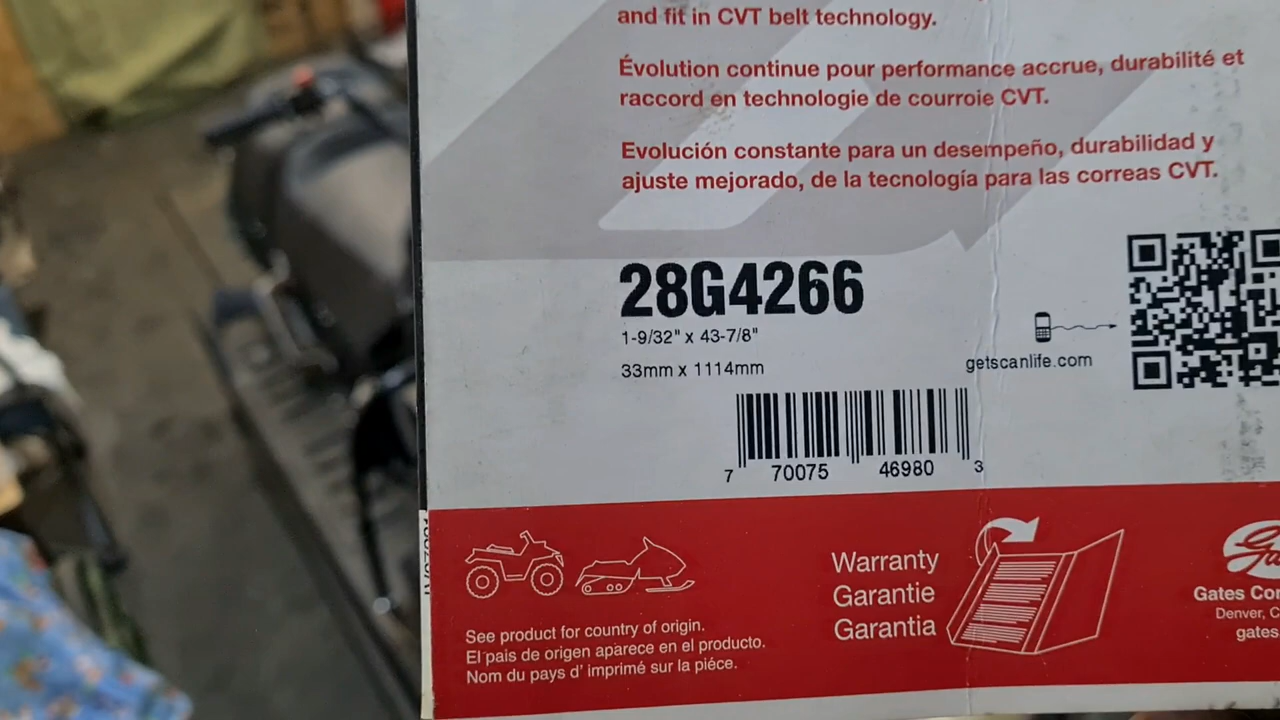 and fit in CVT belt technology.
Évolution continue pour performance accrue, durabilité et
raccord en technologie de courroie CVT.
Evolución constante para un desempeño, durabilidad y
ajuste mejorado, de la tecnología para las correas CVT.
28G4266
1-9/32" x 43-7/8"
33mm x 1114mm
getscanlife.com
7 70075 46980 3
Warranty
Garantie
Garantia
See product for country of origin.
El pais de origen aparece en el producto.
Nom du pays d' imprimé sur la piéce.
Gates
Denver,
gates